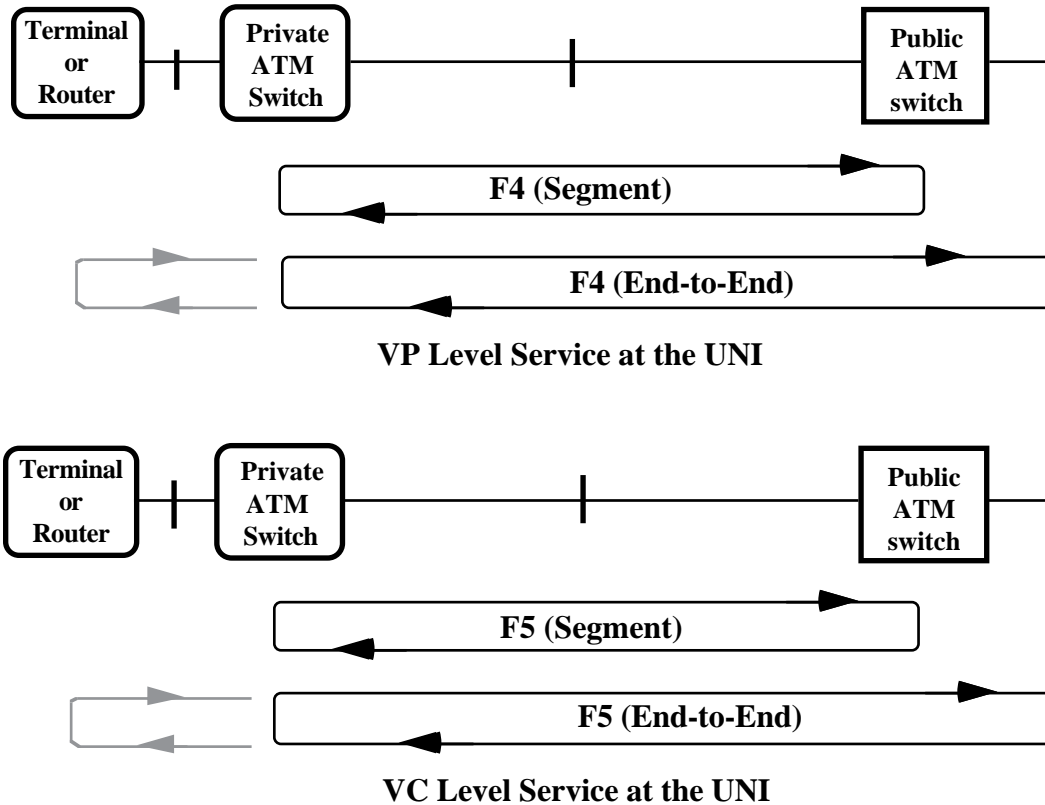 Terminal
or
Router
Private
ATM
Switch
Public
ATM
switch
F4 (Segment)
F4 (End-to-End)
VP Level Service at the UNI
Terminal
or
Router
Private
ATM
Switch
Public
ATM
switch
F5 (Segment)
F5 (End-to-End)
VC Level Service at the UNI